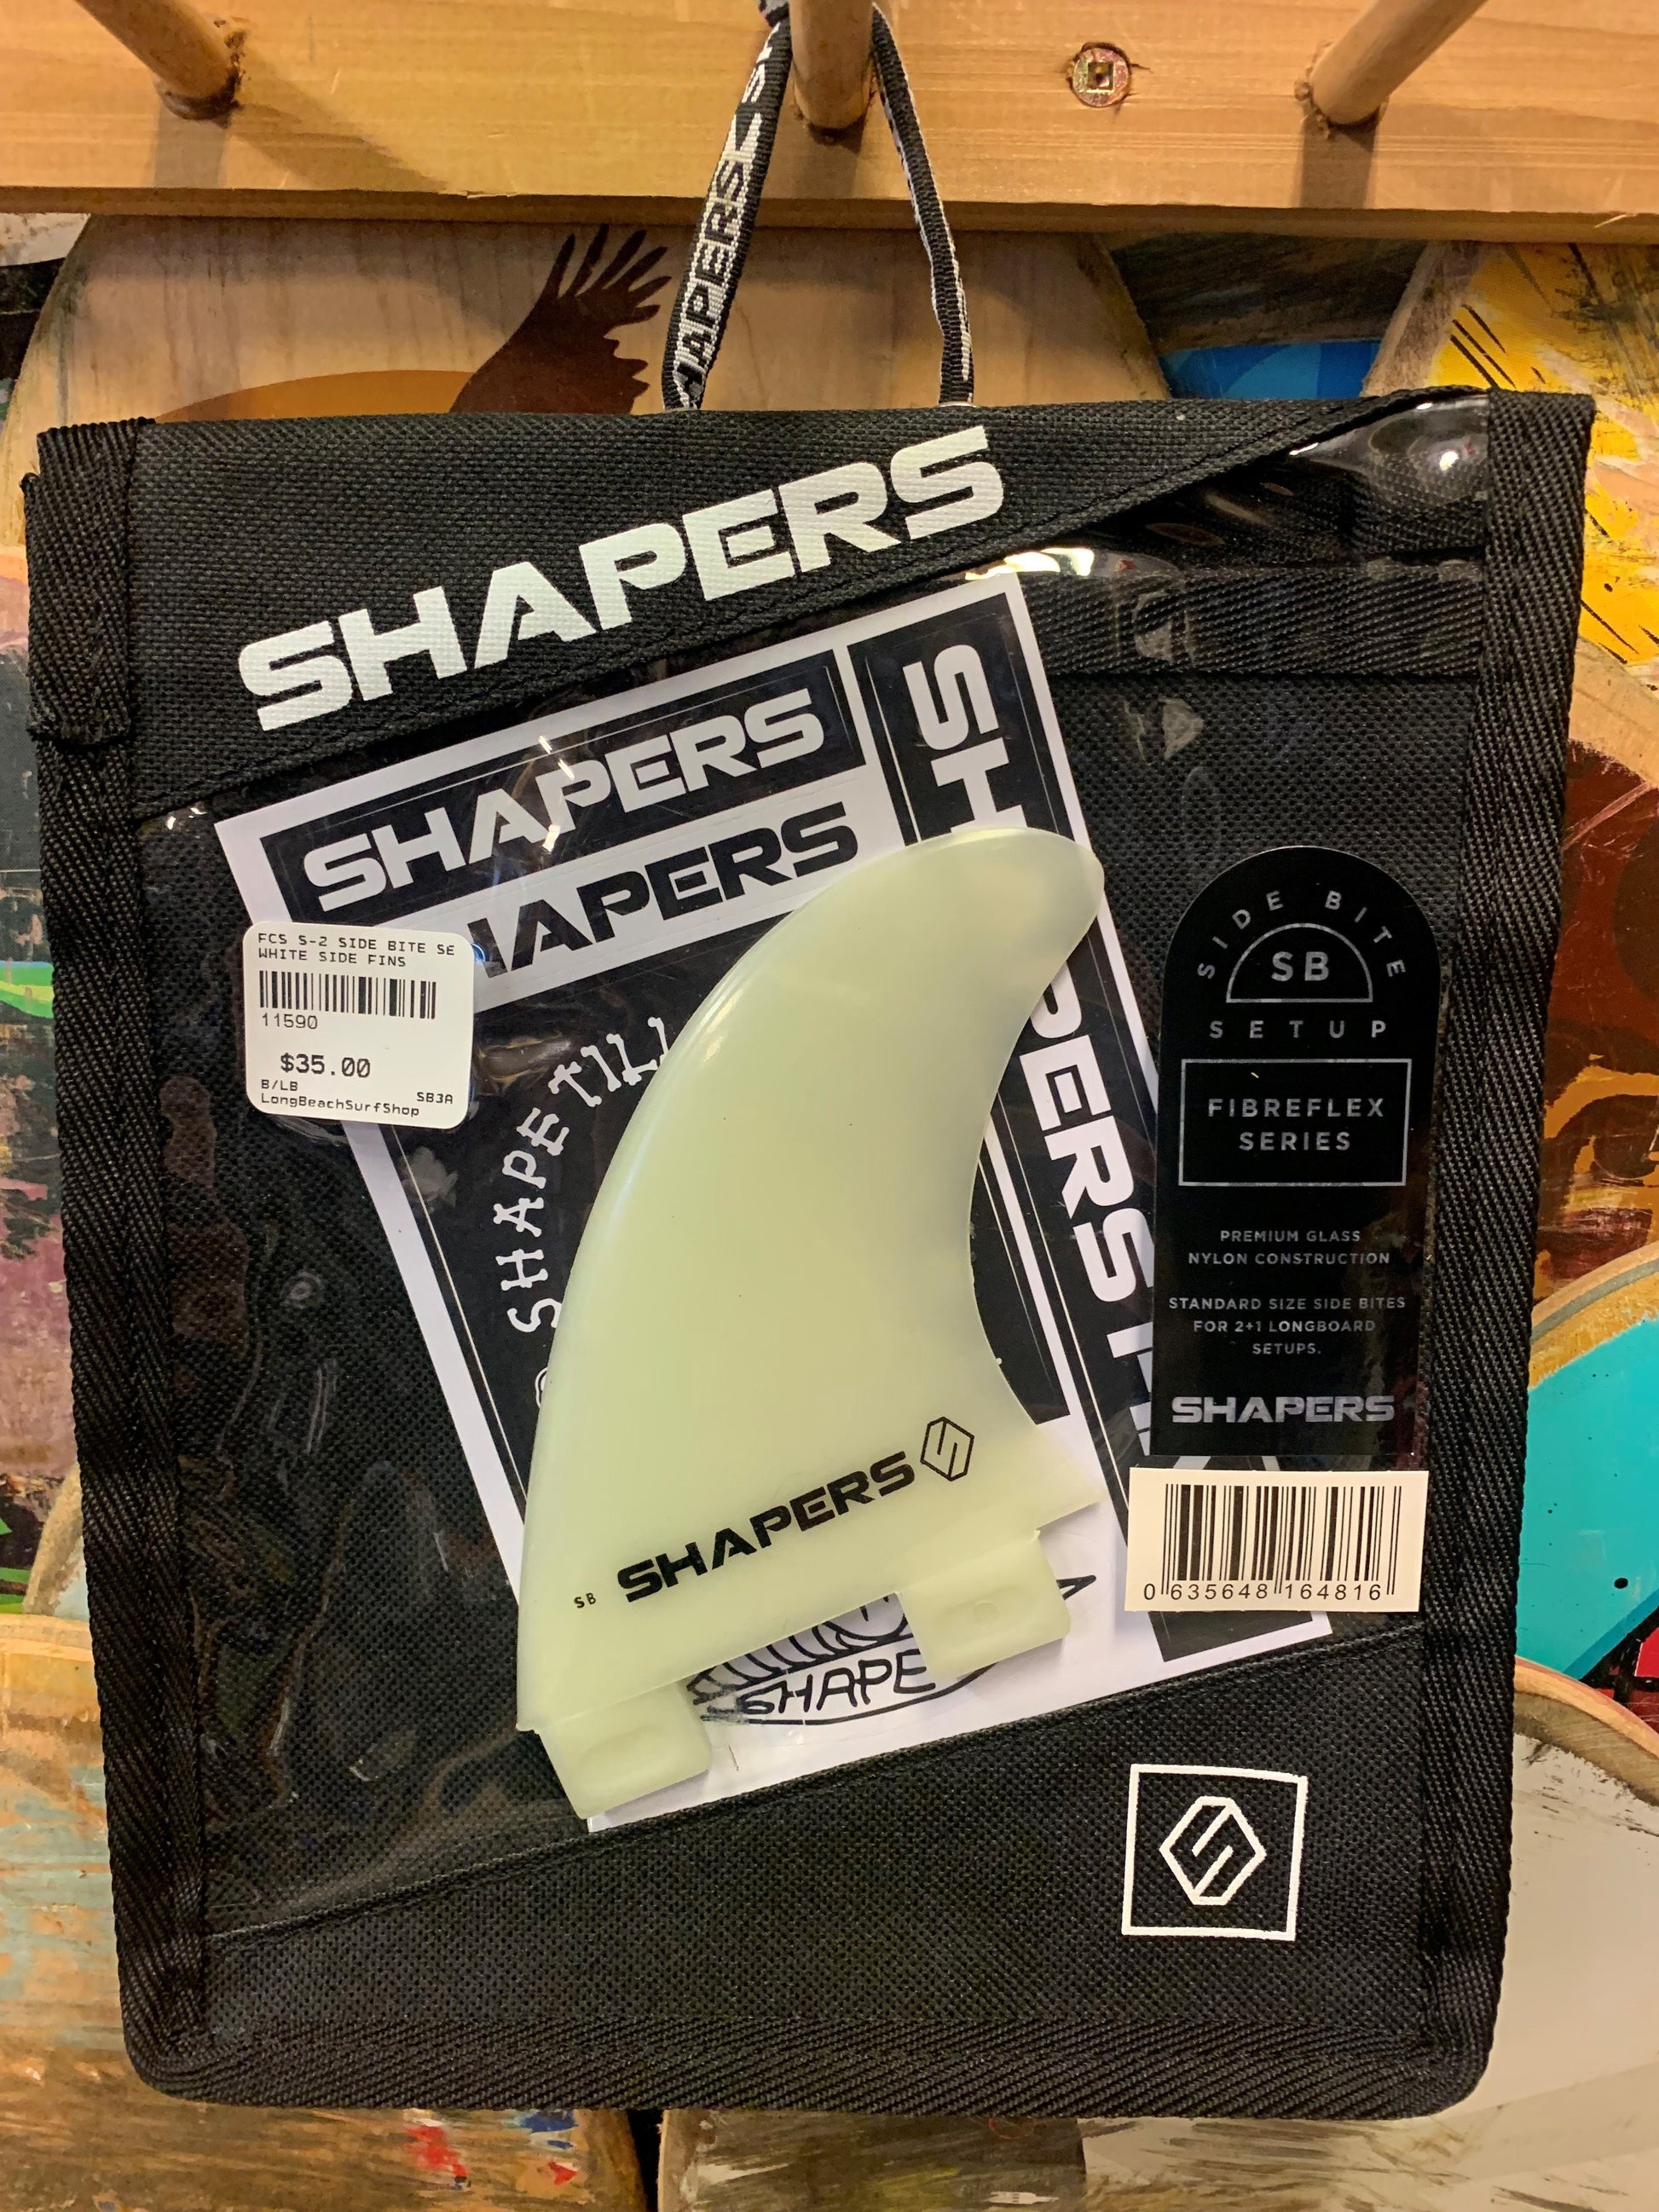 SHAPERS
SHAPERS
SHAPERS
SHAPERS
FCS S-2 SIDE BITE SE
WHITE SIDE FINS
11590
$35.00
B/LB
SB3A
LongBeachSurfShop
SHAPE TILL
SIDE BITE
SB
SETUP
FIBREFLEX
SERIES
PREMIUM GLASS
NYLON CONSTRUCTION
STANDARD SIZE SIDE BITES
FOR 2+1 LONGBOARD
SETUPS.
SHAPERS
SB SHAPERS
SHAPE
0 635648 164816